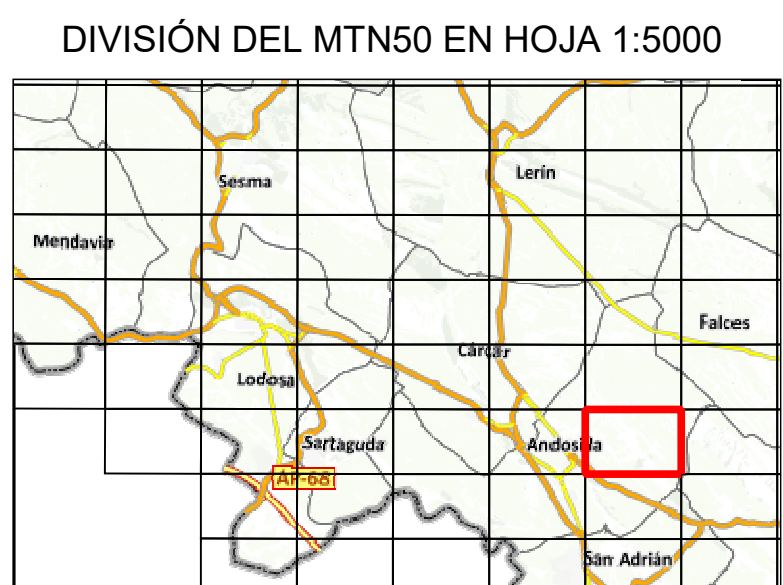 DIVISIÓN DEL MTN50 EN HOJA 1:5000
Lerín
Sesma
Mendavia
Falces
Cárcar
Lodosa
Sartaguda
Andosilla
AP-68
San Adrián